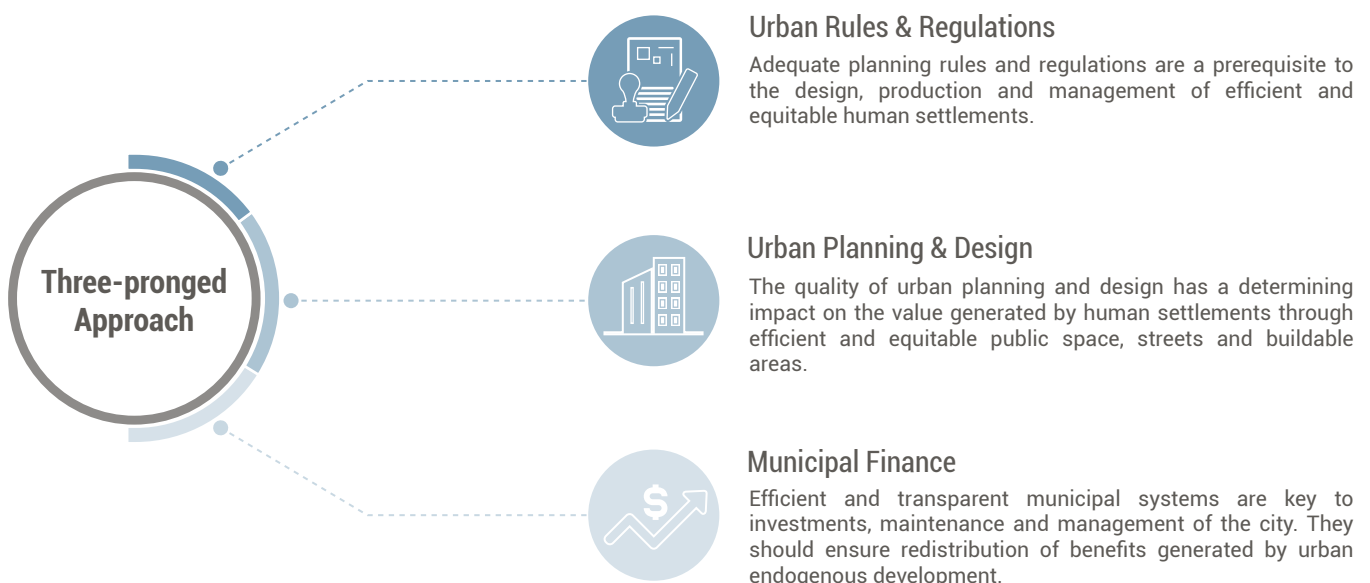 Three-pronged
Approach
Urban Rules & Regulations
Adequate planning rules and regulations are a prerequisite to
the design, production and management of efficient and
equitable human settlements.
Urban Planning & Design
The quality of urban planning and design has a determining
impact on the value generated by human settlements through
efficient and equitable public space, streets and buildable
areas.
$
Municipal Finance
Efficient and transparent municipal systems are key to
investments, maintenance and management of the city. They
should ensure redistribution of benefits generated by urban
endogenous development.